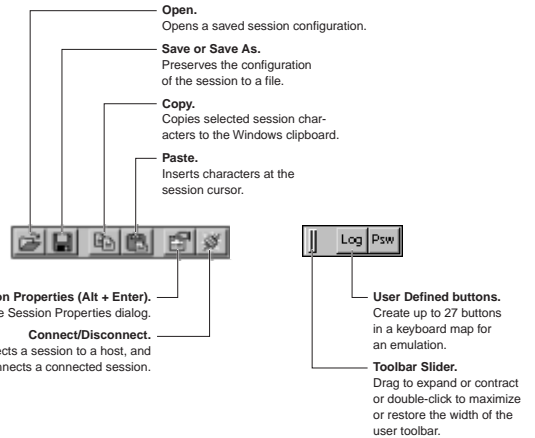 Open.
Opens a saved session configuration.
Save or Save As.
Preserves the configuration
of the session to a file.
Copy.
Copies selected session char-
acters to the Windows clipboard.
Paste.
Inserts characters at the
session cursor.
Log Psw
on Properties (Alt + Enter).
e Session Properties dialog.
Connect/Disconnect.
ects a session to a host, and
nnects a connected session.
User Defined buttons.
Create up to 27 buttons
in a keyboard map for
an emulation.
Toolbar Slider.
Drag to expand or contract
or double-click to maximize
or restore the width of the
user toolbar.